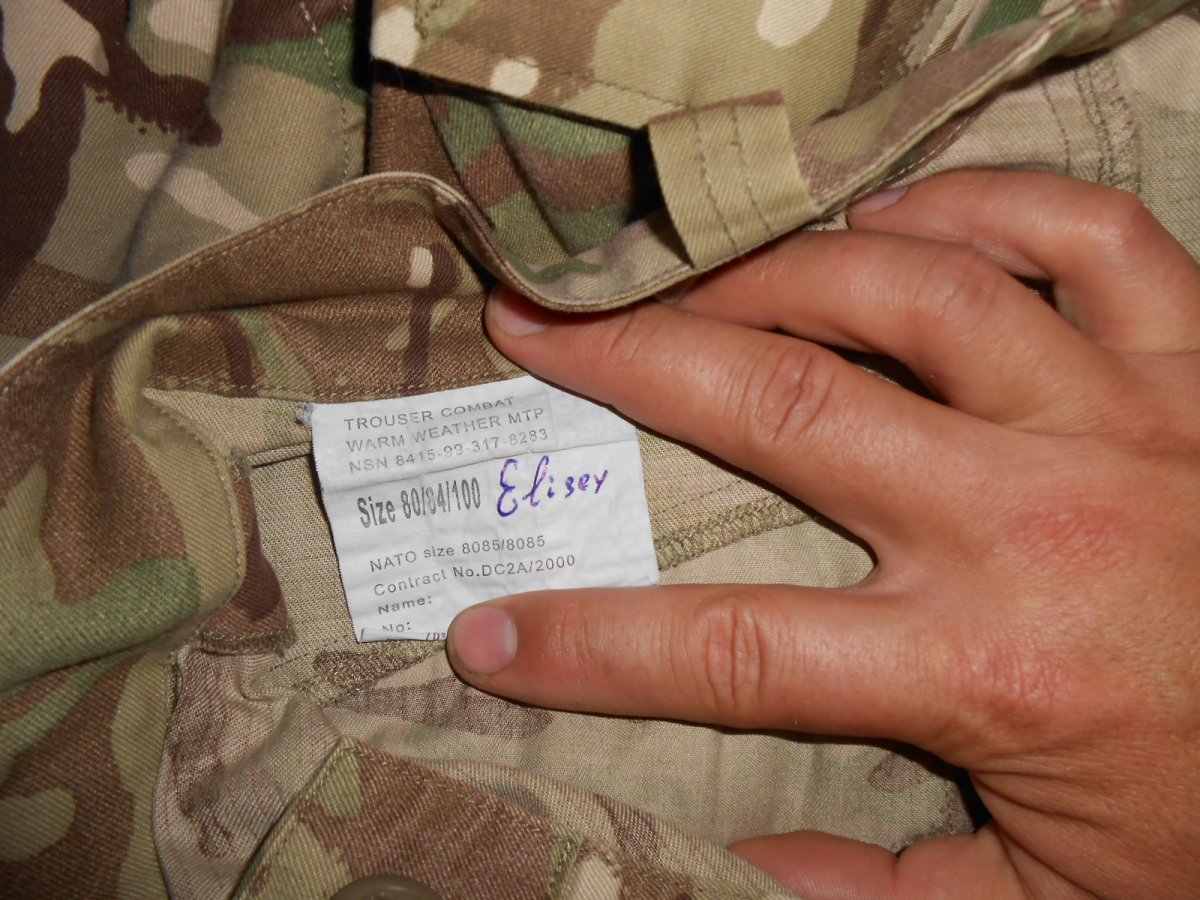 TROUSER COMBAT
WARM WEATHER MTP
NSN 8415-99-317-8283
Size 80/84/100 Elisey
NATO size 8085/8085
Contract No.DC2A/2000
Name:
No: